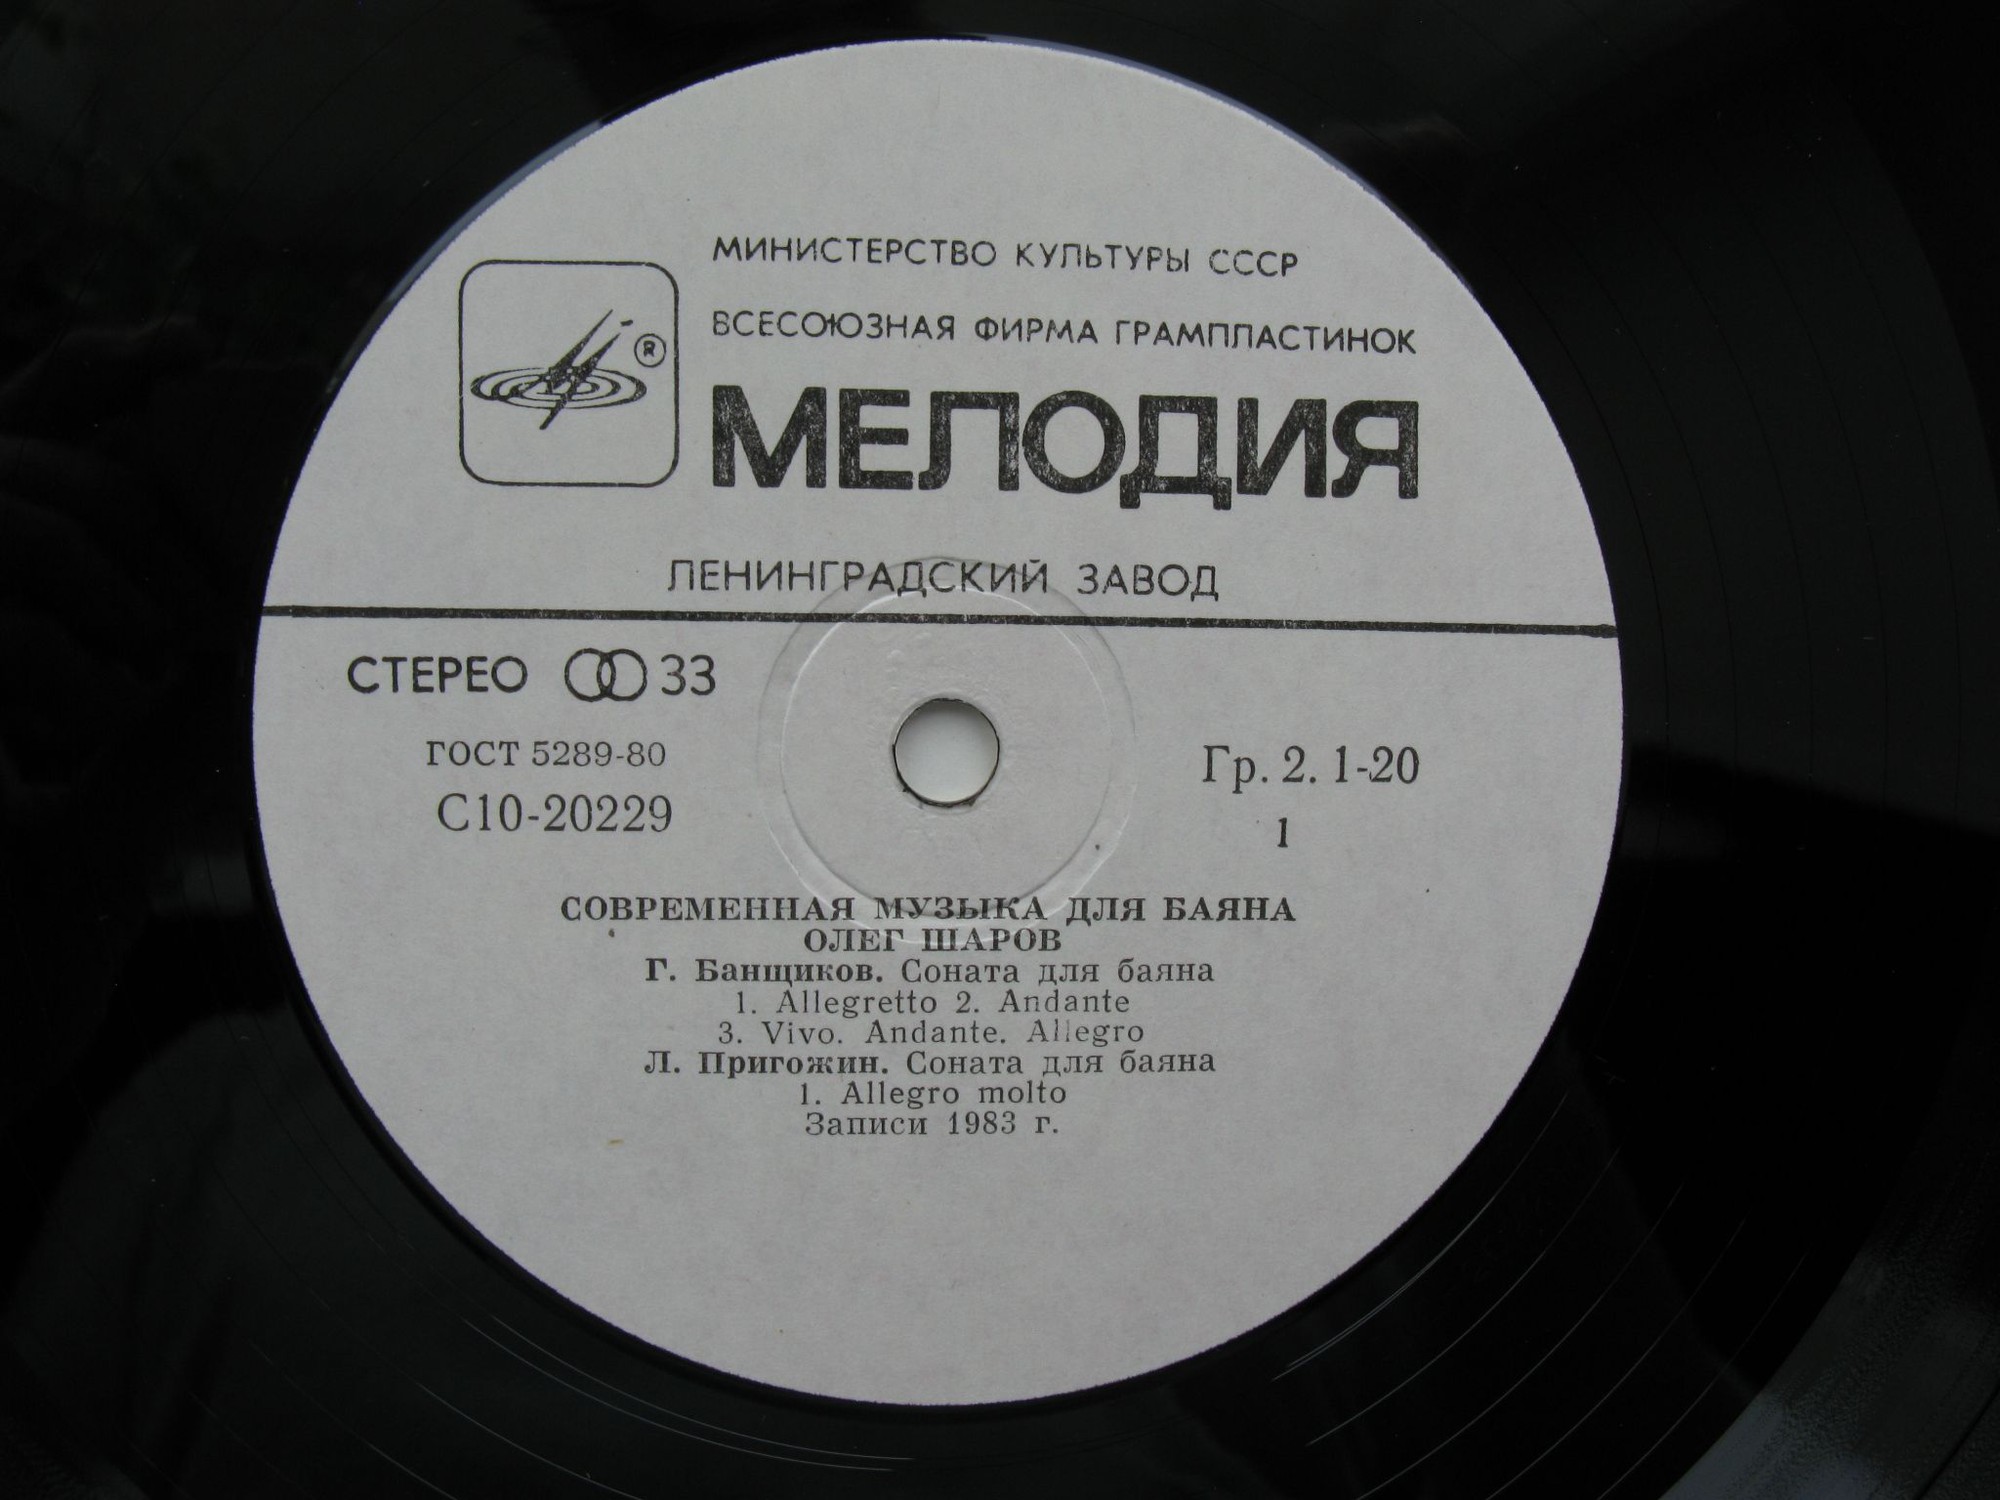 МИНИСТЕРСТВО КУЛЬТУРЫ СССР
ВСЕСОЮЗНАЯ ФИРМА ГРАМПЛАСТИНОК
®
МЕЛОДИЯ
ЛЕНИНГРАДСКИЙ ЗАВОД
СТЕРЕО 33
ГОСТ 5289-80
Гр. 2. 1-20
С10-20229
1
СОВРЕМЕННАЯ МУЗЫКА ДЛЯ БАЯНА
ОЛЕГ ШАРОВ
Г. Банщиков. Соната для баяна
1. Allegretto 2. Andante
3. Vivo. Andante. Allegro
Л. Пригожин. Соната для баяна
1. Allegro molto
Записи 1983 г.